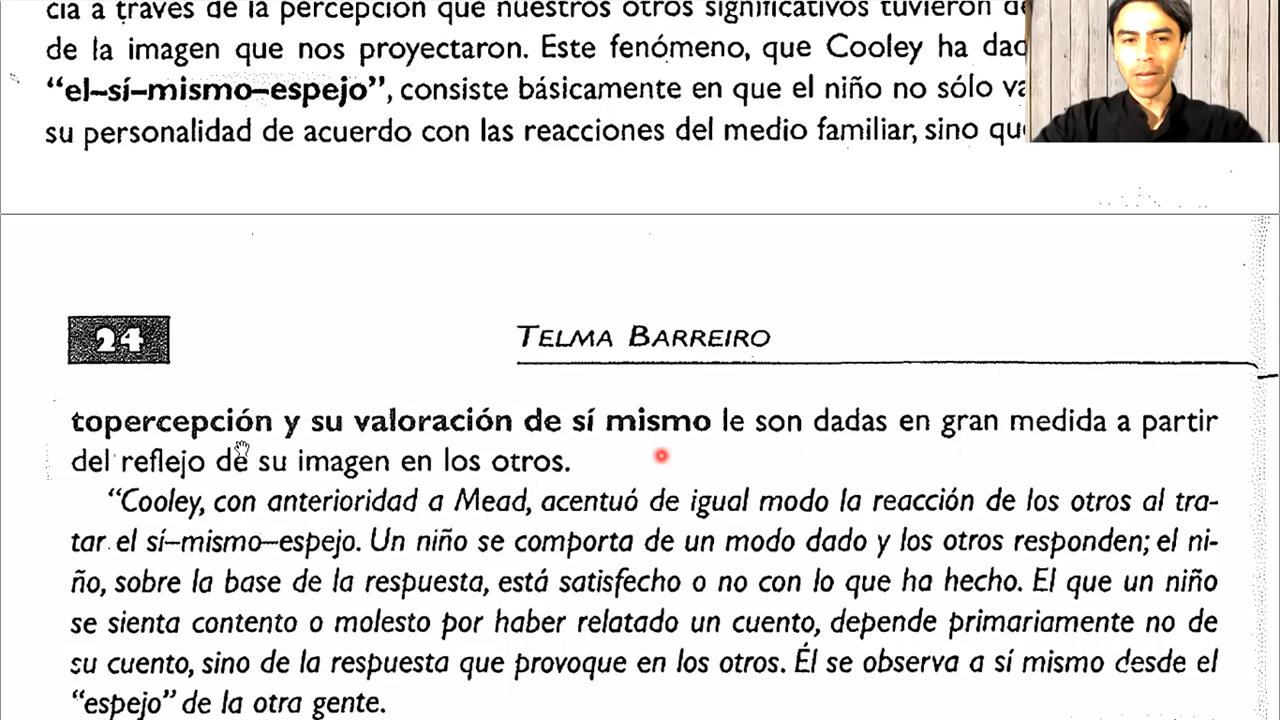 cia a través de la percepción que nuestros otros significativos tuvieron de
de la imagen que nos proyectaron. Este fenómeno, que Cooley ha dad
“el–sí–mismo–espejo”, consiste básicamente en que el niño no sólo va
su personalidad de acuerdo con las reacciones del medio familiar, sino que
24
TELMA BARREIRO
topercepción y su valoración de sí mismo le son dadas en gran medida a partir
del reflejo de su imagen en los otros.
“Cooley, con anterioridad a Mead, acentuó de igual modo la reacción de los otros al tra-
tar el sí–mismo–espejo. Un niño se comporta de un modo dado y los otros responden; el ni-
ño, sobre la base de la respuesta, está satisfecho o no con lo que ha hecho. El que un niño
se sienta contento o molesto por haber relatado un cuento, depende primariamente no de
su cuento, sino de la respuesta que provoque en los otros. Él se observa a sí mismo desde el
“espejo” de la otra gente.